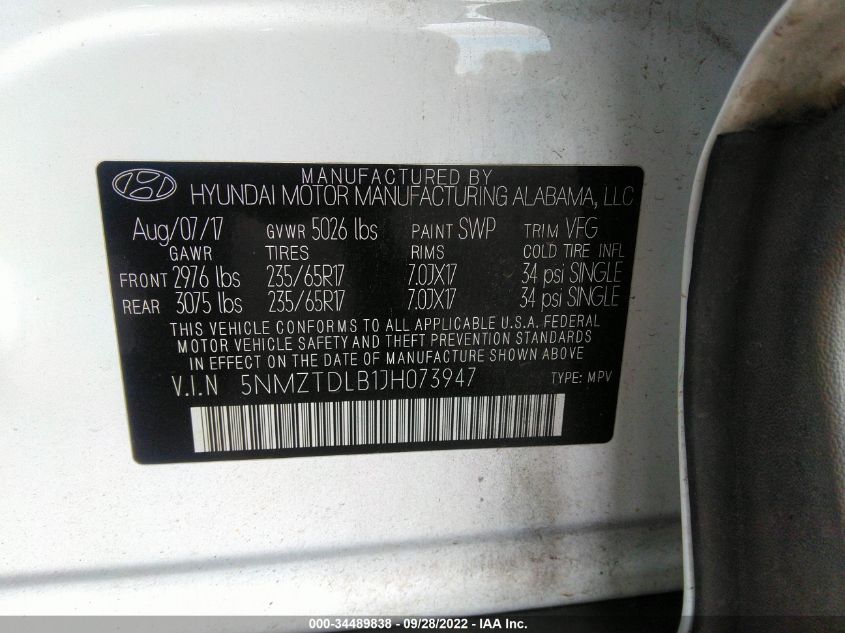 MANUFACTURED BY
HYUNDAI MOTOR MANUFACTURING ALABAMA, LLC
Aug/07/17 GVWR 5026 lbs PAINT SWP TRIM VFG
GAWR TIRES RIMS COLD TIRE INFL
FRONT 2976 lbs 235/65R17 7.0JX17 34 psi SINGLE
REAR 3075 lbs 235/65R17 7.0JX17 34 psi SINGLE
THIS VEHICLE CONFORMS TO ALL APPLICABLE U.S.A. FEDERAL
MOTOR VEHICLE SAFETY AND THEFT PREVENTION STANDARDS
IN EFFECT ON THE DATE OF MANUFACTURE SHOWN ABOVE
V.I.N 5NMZTDLB1JH073947 TYPE: MPV
000-34489838 - 09/28/2022 - IAA Inc.